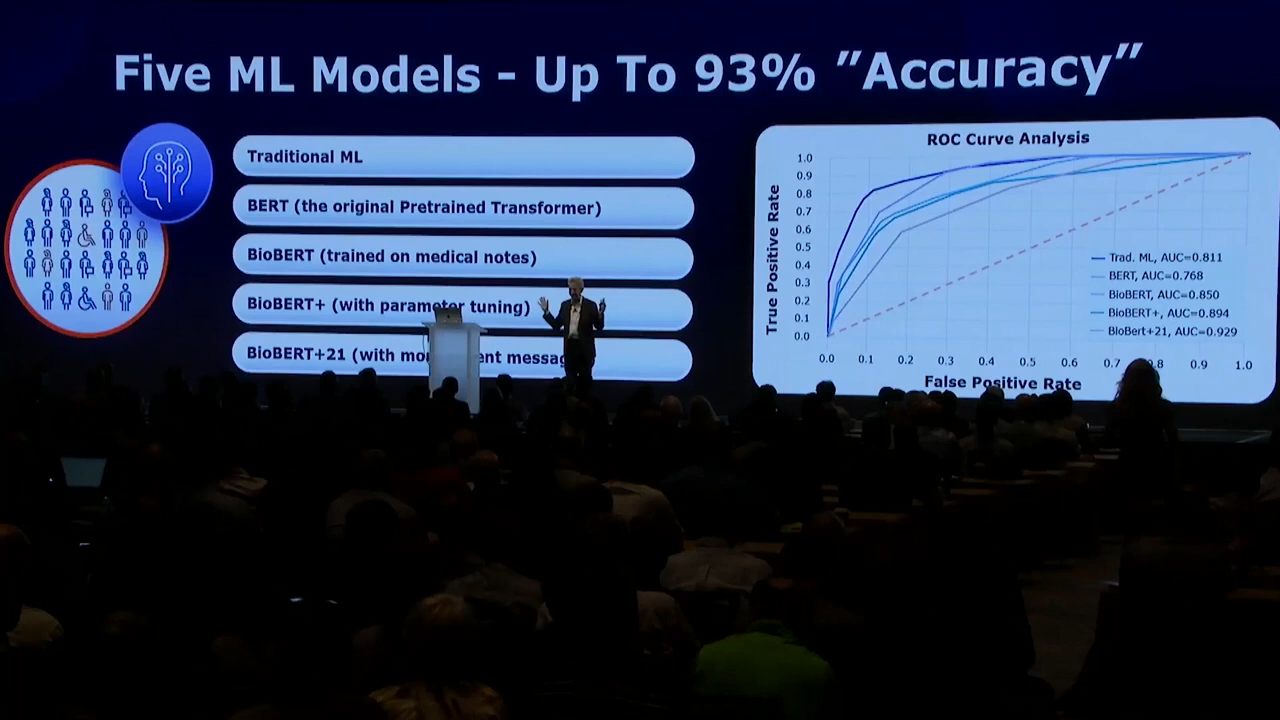 Five ML Models - Up To 93% ”Accuracy”
Traditional ML
BERT (the original Pretrained Transformer)
BioBERT (trained on medical notes)
BioBERT+ (with parameter tuning)
BioBERT+21 (with
ROC Curve Analysis
True Positive Rate
1.0
0.9
0.8
0.7
0.6
0.5
0.4
0.3
0.2
0.1
0.0
Trad. ML, AUC=0.811
BERT, AUC=0.768
BioBERT, AUC=0.850
BioBERT+, AUC=0.894
BioBert+21, AUC=0.929
0.0 0.1 0.2 0.3 0.4 0.5 0.6 0.7 0.8 0.9 1.0
False Positive Rate